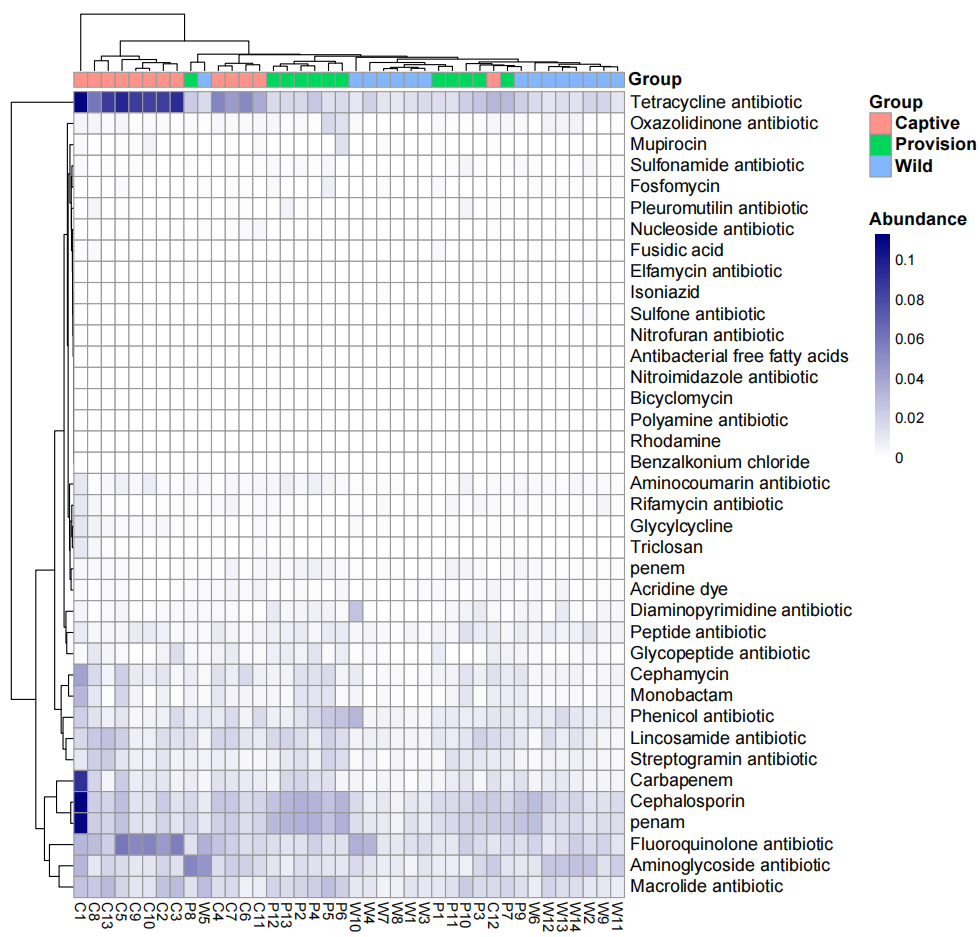 Group
Tetracycline antibiotic
Oxazolidinone antibiotic
Mupirocin
Sulfonamide antibiotic
Fosfomycin
Pleuromutilin antibiotic
Nucleoside antibiotic
Fusidic acid
Elfamycin antibiotic
Isoniazid
Sulfone antibiotic
Nitrofuran antibiotic
Antibacterial free fatty acids
Nitroimidazole antibiotic
Bicyclomycin
Polyamine antibiotic
Rhodamine
Benzalkonium chloride
Aminocoumarin antibiotic
Rifamycin antibiotic
Glycylcycline
Triclosan
penem
Acridine dye
Diaminopyrimidine antibiotic
Peptide antibiotic
Glycopeptide antibiotic
Cephamycin
Monobactam
Phenicol antibiotic
Lincosamide antibiotic
Streptogramin antibiotic
Carbapenem
Cephalosporin
penam
Fluoroquinolone antibiotic
Aminoglycoside antibiotic
Macrolide antibiotic
Group
Captive
Provision
Wild
Abundance
0.1
0.08
0.06
0.04
0.02
0
C1
C8
C13
C5
C9
C10
C2
C3
P8
W5
C4
C7
C6
C11
P12
P13
P2
P4
P5
P6
W10
W4
W7
W8
W1
W3
P1
P11
P10
P3
C12
P7
P9
W6
W12
W13
W14
W2
W9
W11